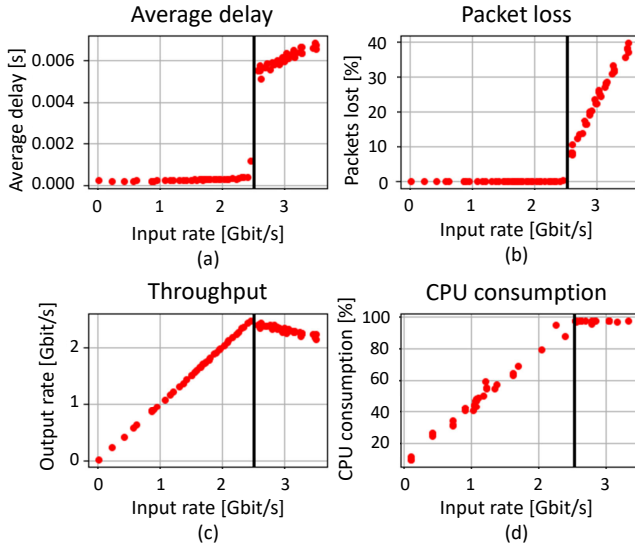 Average delay
Average delay [s]
0.006
0.004
0.002
0.000
0 1 2 3
Input rate [Gbit/s]
(a)
Packet loss
Packets lost [%]
40
30
20
10
0
0 1 2 3
Input rate [Gbit/s]
(b)
Throughput
Output rate [Gbit/s]
2
1
0
0 1 2 3
Input rate [Gbit/s]
(c)
CPU consumption
CPU consumption [%]
100
80
60
40
20
0 1 2 3
Input rate [Gbit/s]
(d)